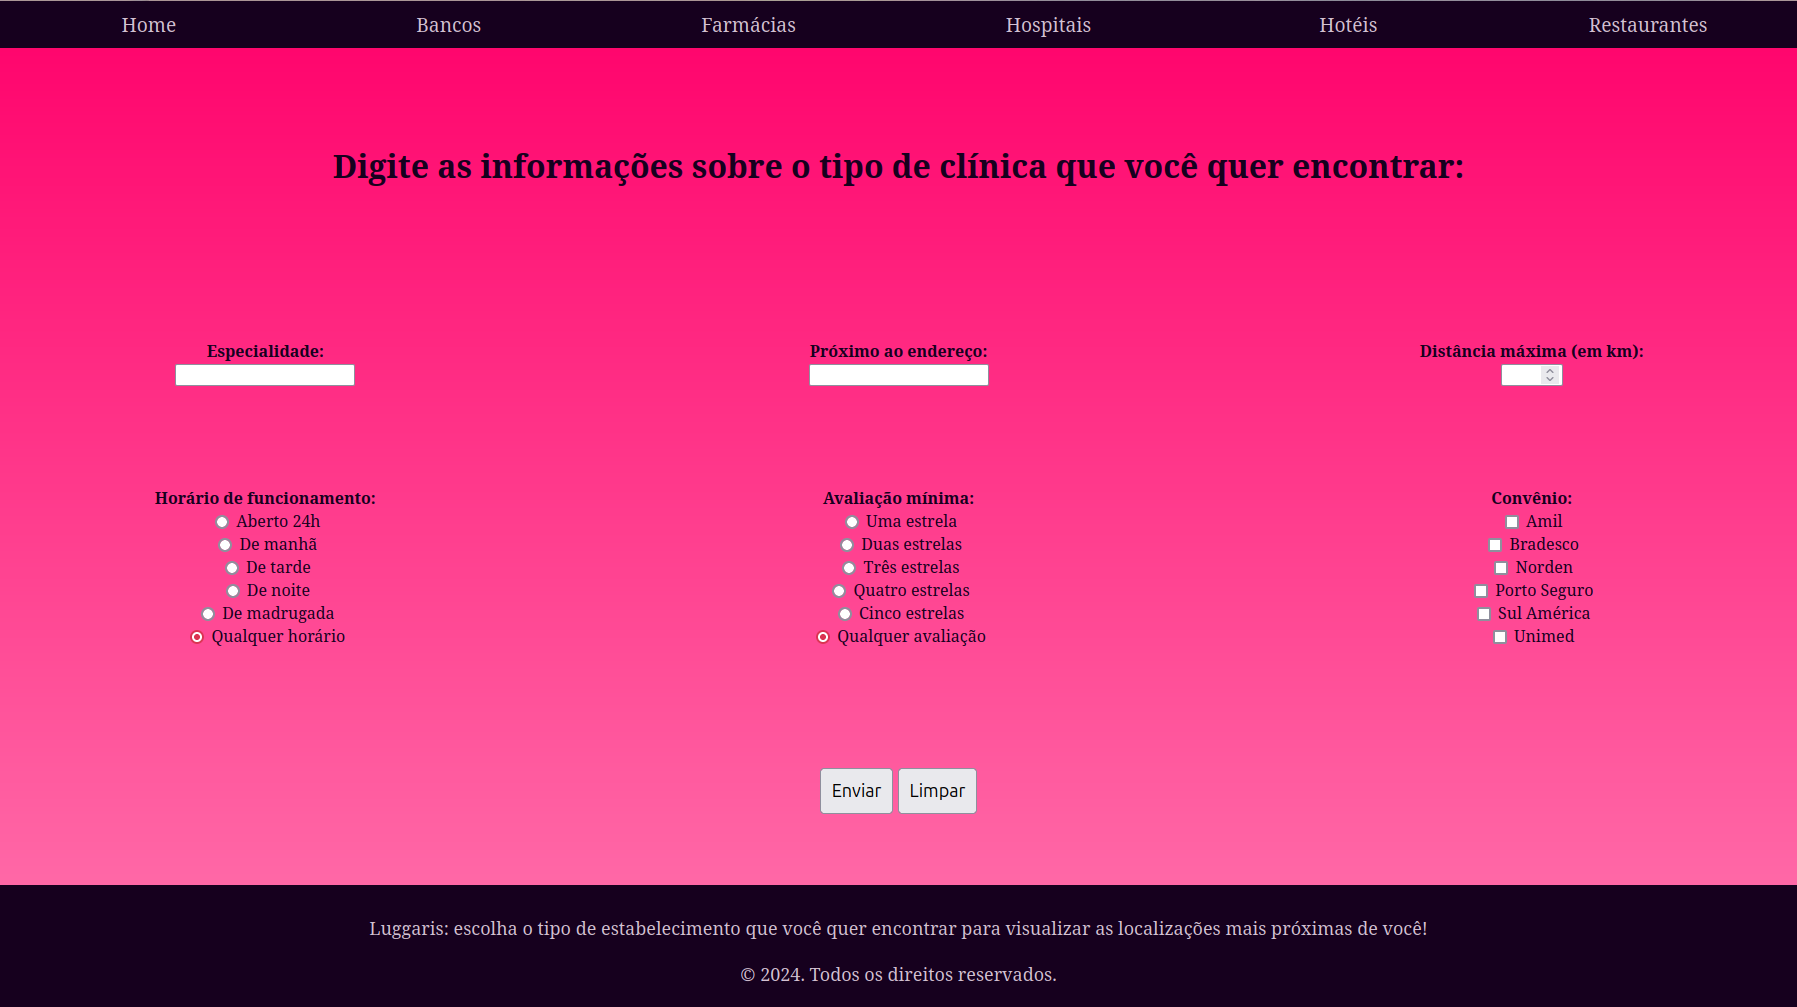 Home Bancos Farmácias Hospitais Hotéis Restaurantes
Digite as informações sobre o tipo de clínica que você quer encontrar:
Especialidade:
Próximo ao endereço:
Distância máxima (em km):
Horário de funcionamento:
Aberto 24h
De manhã
De tarde
De noite
De madrugada
Qualquer horário
Avaliação mínima:
Uma estrela
Duas estrelas
Três estrelas
Quatro estrelas
Cinco estrelas
Qualquer avaliação
Convênio:
Amil
Bradesco
Norden
Porto Seguro
Sul América
Unimed
Enviar Limpar
Luggaris: escolha o tipo de estabelecimento que você quer encontrar para visualizar as localizações mais próximas de você!
© 2024. Todos os direitos reservados.